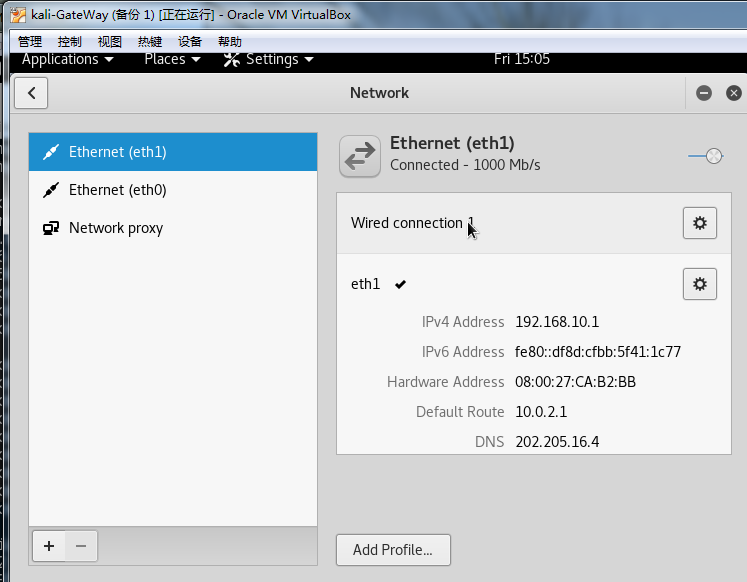 kali-GateWay (备份 1) [正在运行] - Oracle VM VirtualBox
管理 控制 视图 热键 设备 帮助
Applications Places Settings Fri 15:05
Network
Ethernet (eth1)
Ethernet (eth0)
Network proxy
Ethernet (eth1)
Connected - 1000 Mb/s
Wired connection 1
eth1
IPv4 Address 192.168.10.1
IPv6 Address fe80::df8d:cfbb:5f41:1c77
Hardware Address 08:00:27:CA:B2:BB
Default Route 10.0.2.1
DNS 202.205.16.4
Add Profile...